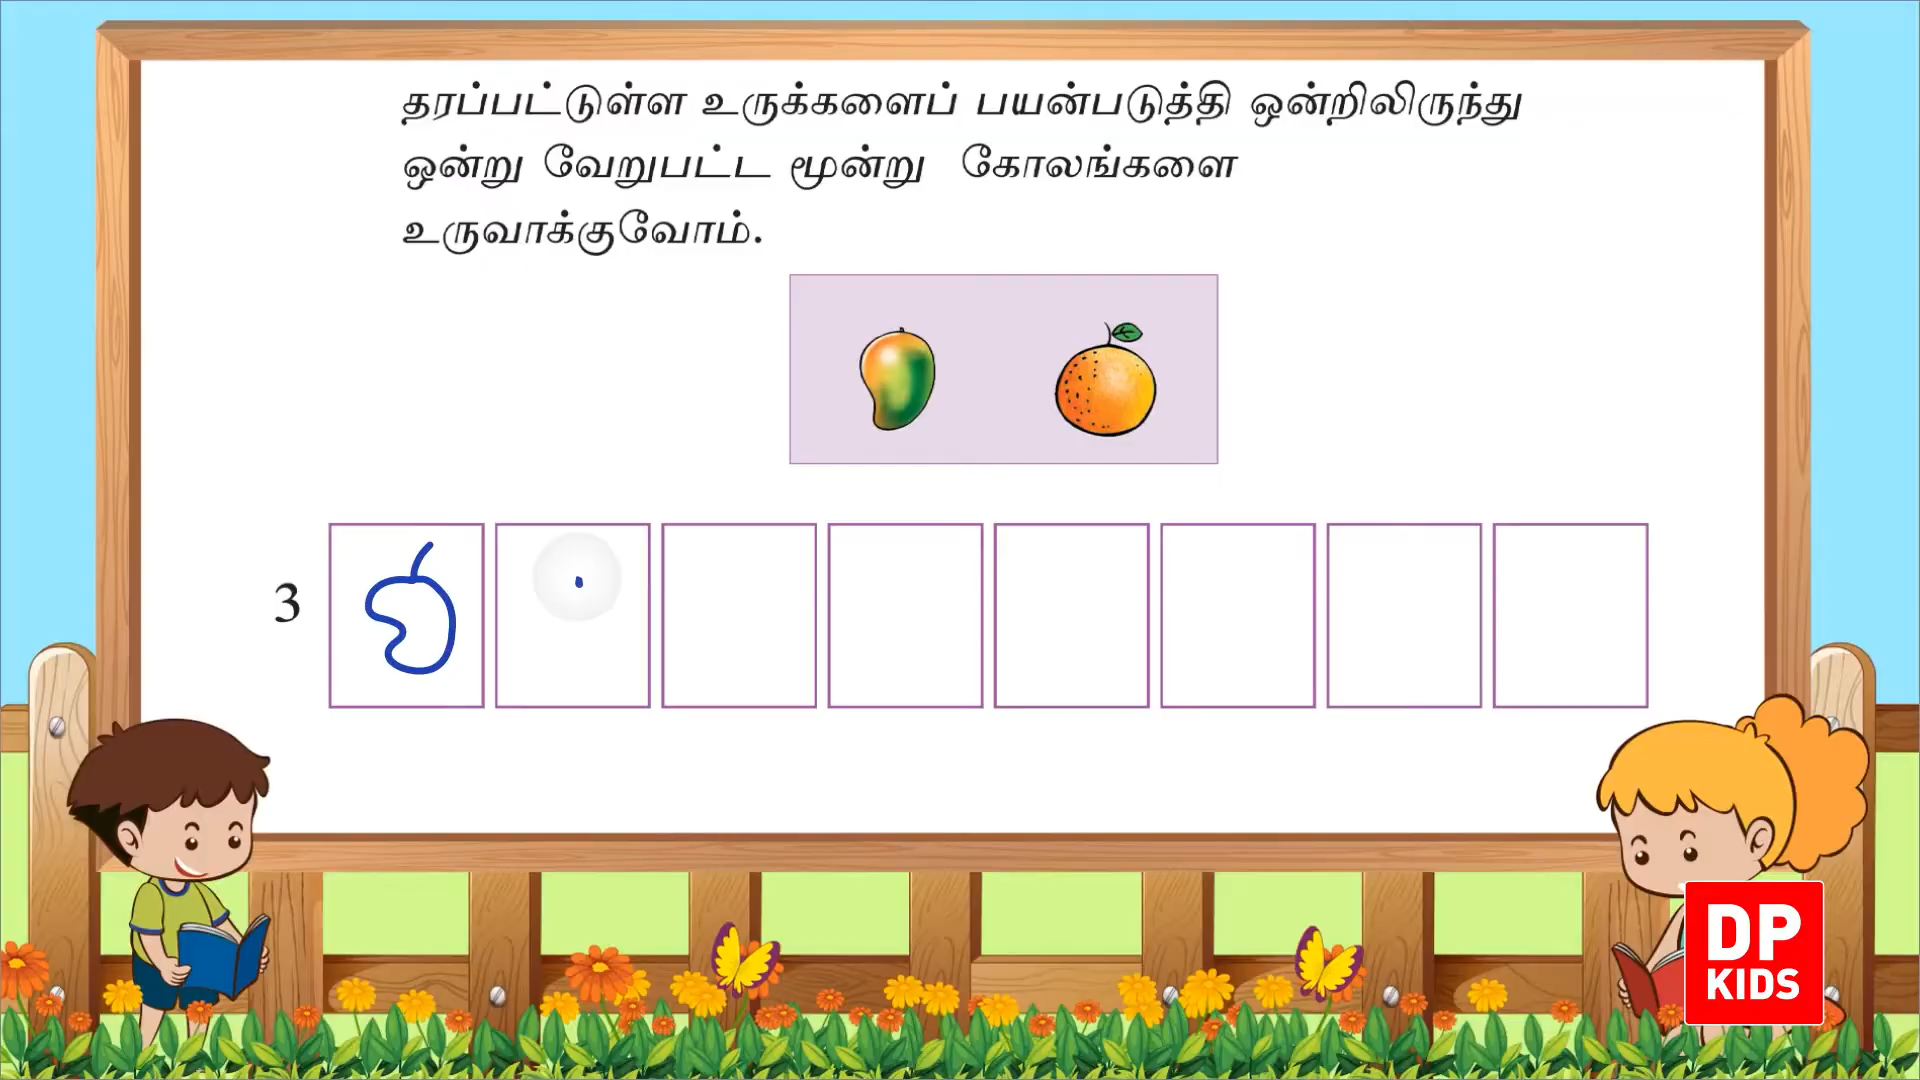 தரப்பட்டுள்ள உருக்களைப் பயன்படுத்தி ஒன்றிலிருந்து
ஒன்று வேறுபட்ட மூன்று கோலங்களை
உருவாக்குவோம்.
3
DP
KIDS